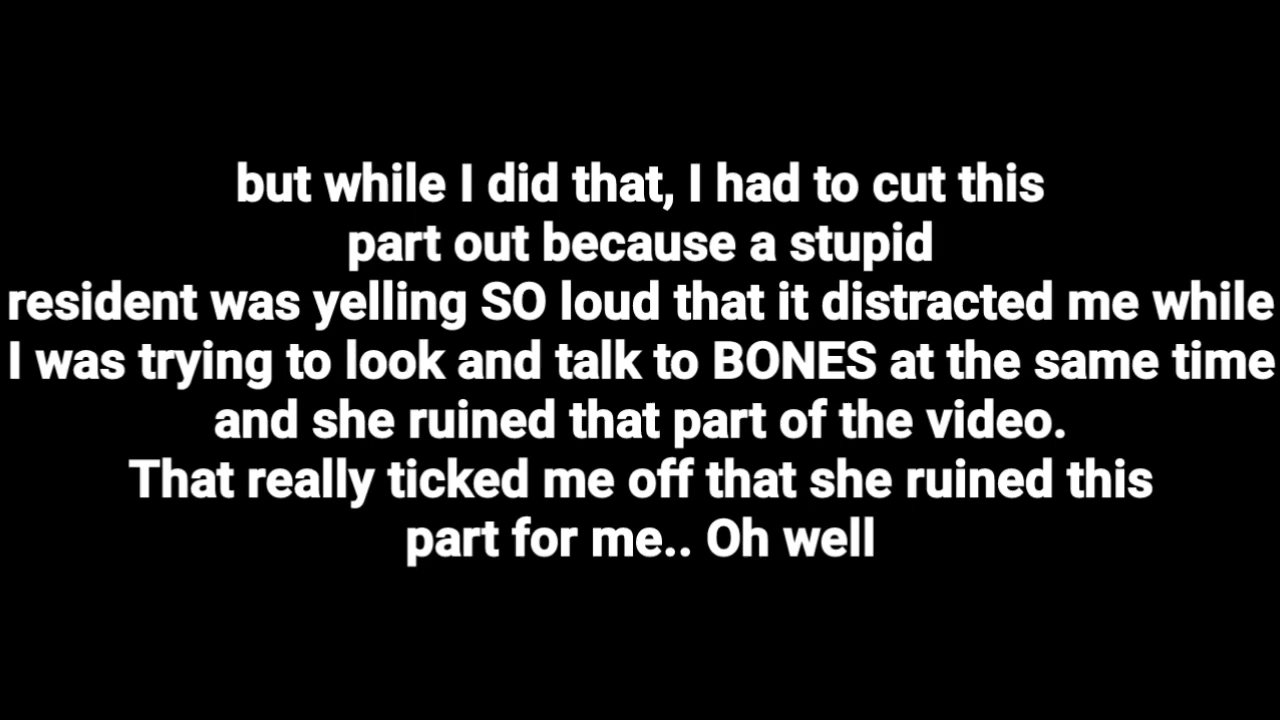 but while I did that, I had to cut this
part out because a stupid
resident was yelling SO loud that it distracted me while
I was trying to look and talk to BONES at the same time
and she ruined that part of the video.
That really ticked me off that she ruined this
part for me.. Oh well